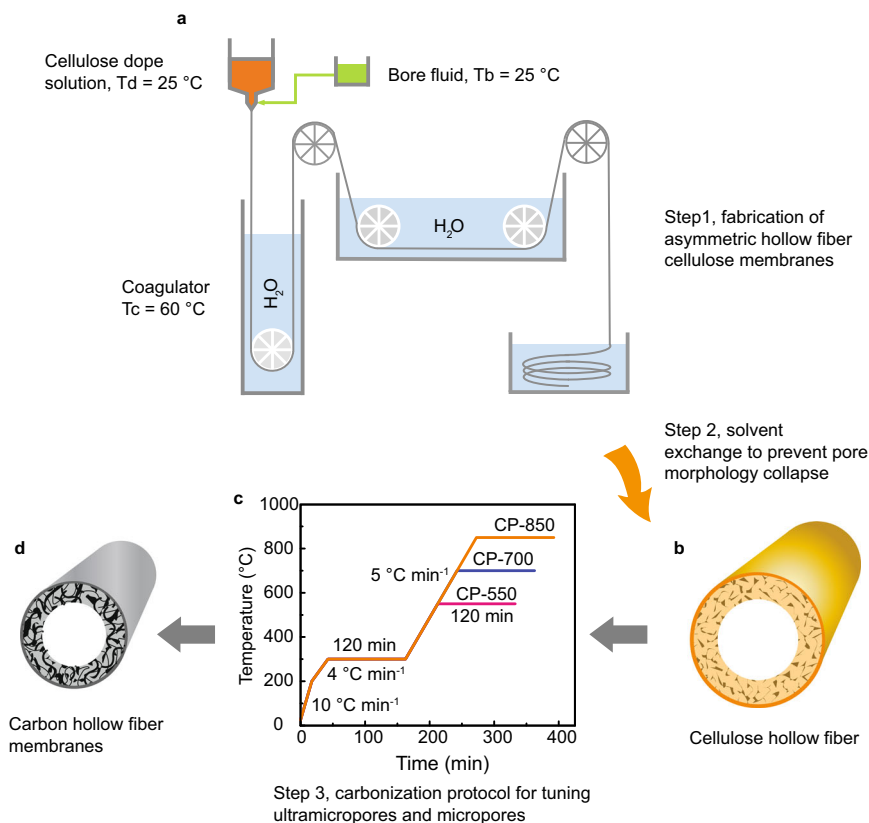 a
Cellulose dope
solution, Td = 25 °C
Bore fluid, Tb = 25 °C
H₂O
H₂O
Coagulator
Tc = 60 °C
Step1, fabrication of
asymmetric hollow fiber
cellulose membranes
Step 2, solvent
exchange to prevent pore
morphology collapse
b
Cellulose hollow fiber
c
Temperature (°C)
1000
800
600
400
200
0
CP-850
5 °C min⁻¹
CP-700
CP-550
120 min
120 min
4 °C min⁻¹
10 °C min⁻¹
0 100 200 300 400
Time (min)
Step 3, carbonization protocol for tuning
ultramicropores and micropores
d
Carbon hollow fiber
membranes